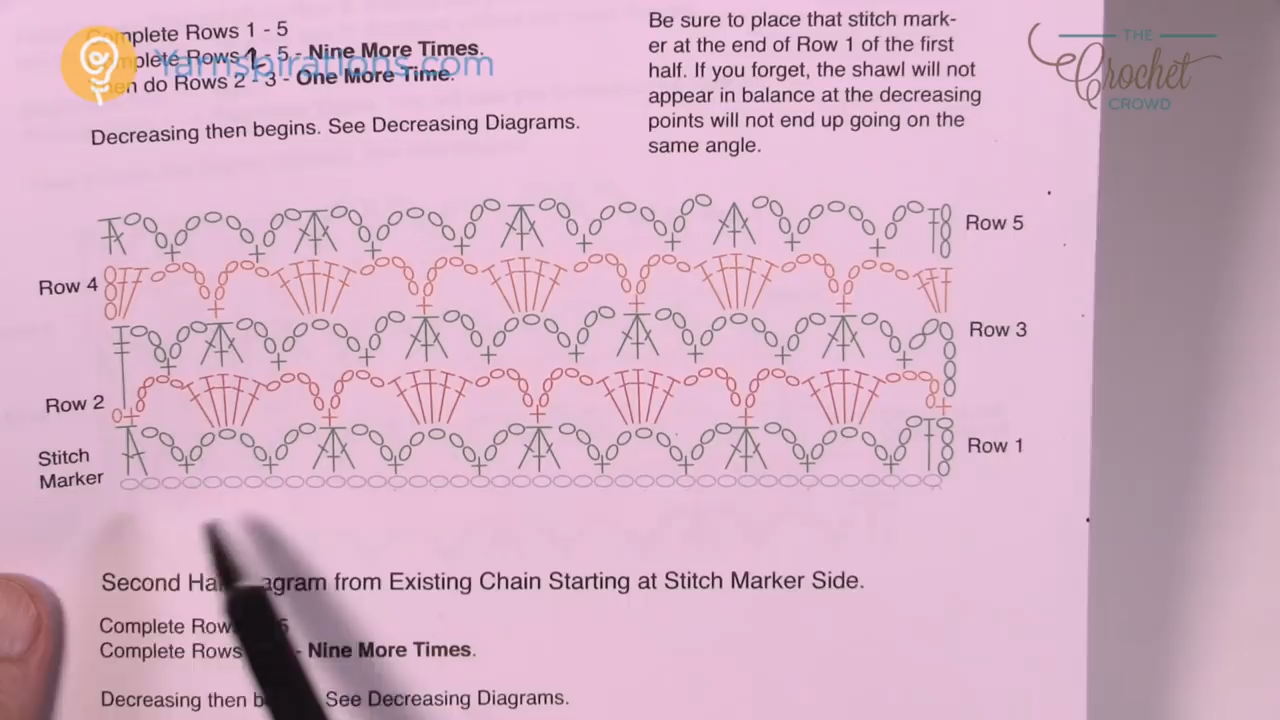 Complete Rows 1 - 5
Complete Rows 2 - 5 - Nine More Times.
Then do Rows 2 - 3 - One More Time.
Yarnspirations.com
Decreasing then begins. See Decreasing Diagrams.
Be sure to place that stitch mark-
er at the end of Row 1 of the first
half. If you forget, the shawl will not
appear in balance at the decreasing
points will not end up going on the
same angle.
THE
Crochet
CROWD
Row 5
Row 4
Row 3
Row 2
Row 1
Stitch
Marker
Second Half Diagram from Existing Chain Starting at Stitch Marker Side.
Complete Rows 5
Complete Rows - Nine More Times.
Decreasing then See Decreasing Diagrams.